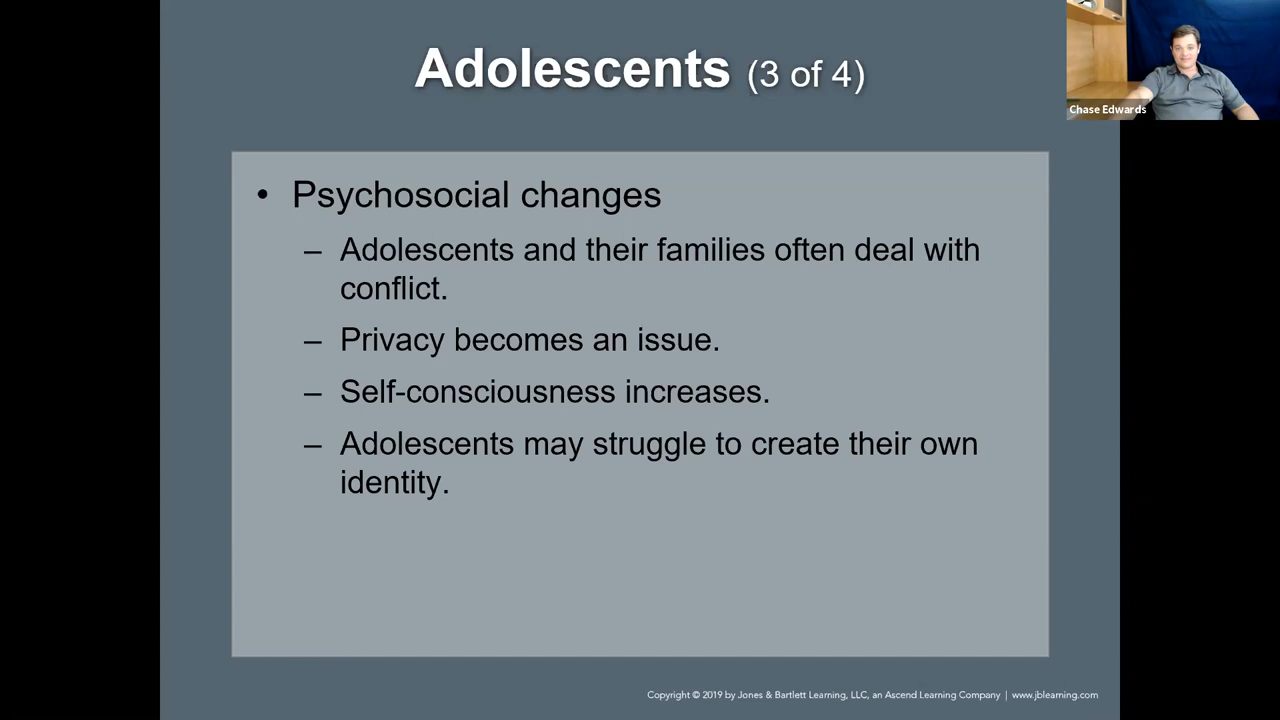 Adolescents (3 of 4)
Chase Edwards
• Psychosocial changes
– Adolescents and their families often deal with
conflict.
– Privacy becomes an issue.
– Self-consciousness increases.
– Adolescents may struggle to create their own
identity.
Copyright © 2019 by Jones & Bartlett Learning, LLC, an Ascend Learning Company | www.jblearning.com